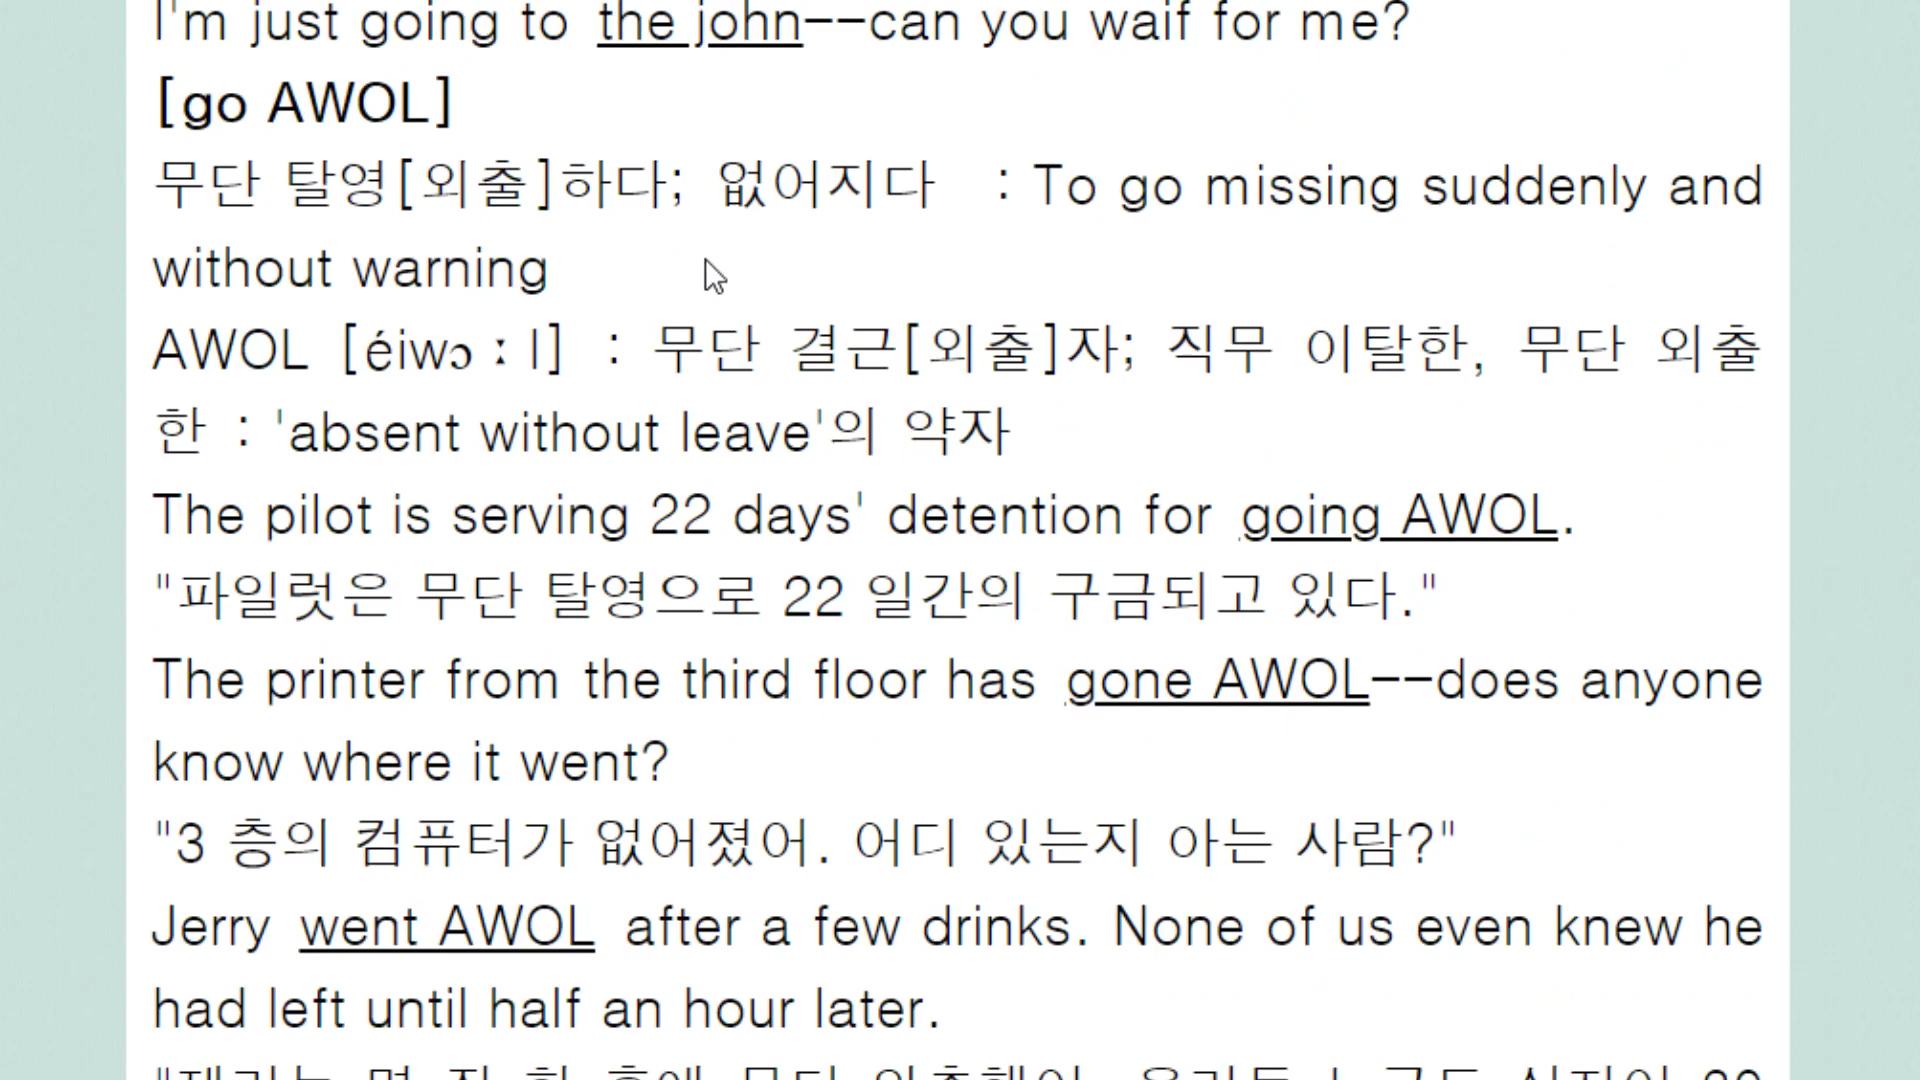 I'm just going to the john--can you waif for me?
[go AWOL]
무단 탈영[외출]하다; 없어지다 : To go missing suddenly and
without warning
AWOL [éiwɔːl] : 무단 결근[외출]자; 직무 이탈한, 무단 외출
한 : 'absent without leave'의 약자
The pilot is serving 22 days' detention for going AWOL.
"파일럿은 무단 탈영으로 22 일간의 구금되고 있다."
The printer from the third floor has gone AWOL--does anyone
know where it went?
"3 층의 컴퓨터가 없어졌어. 어디 있는지 아는 사람?"
Jerry went AWOL after a few drinks. None of us even knew he
had left until half an hour later.